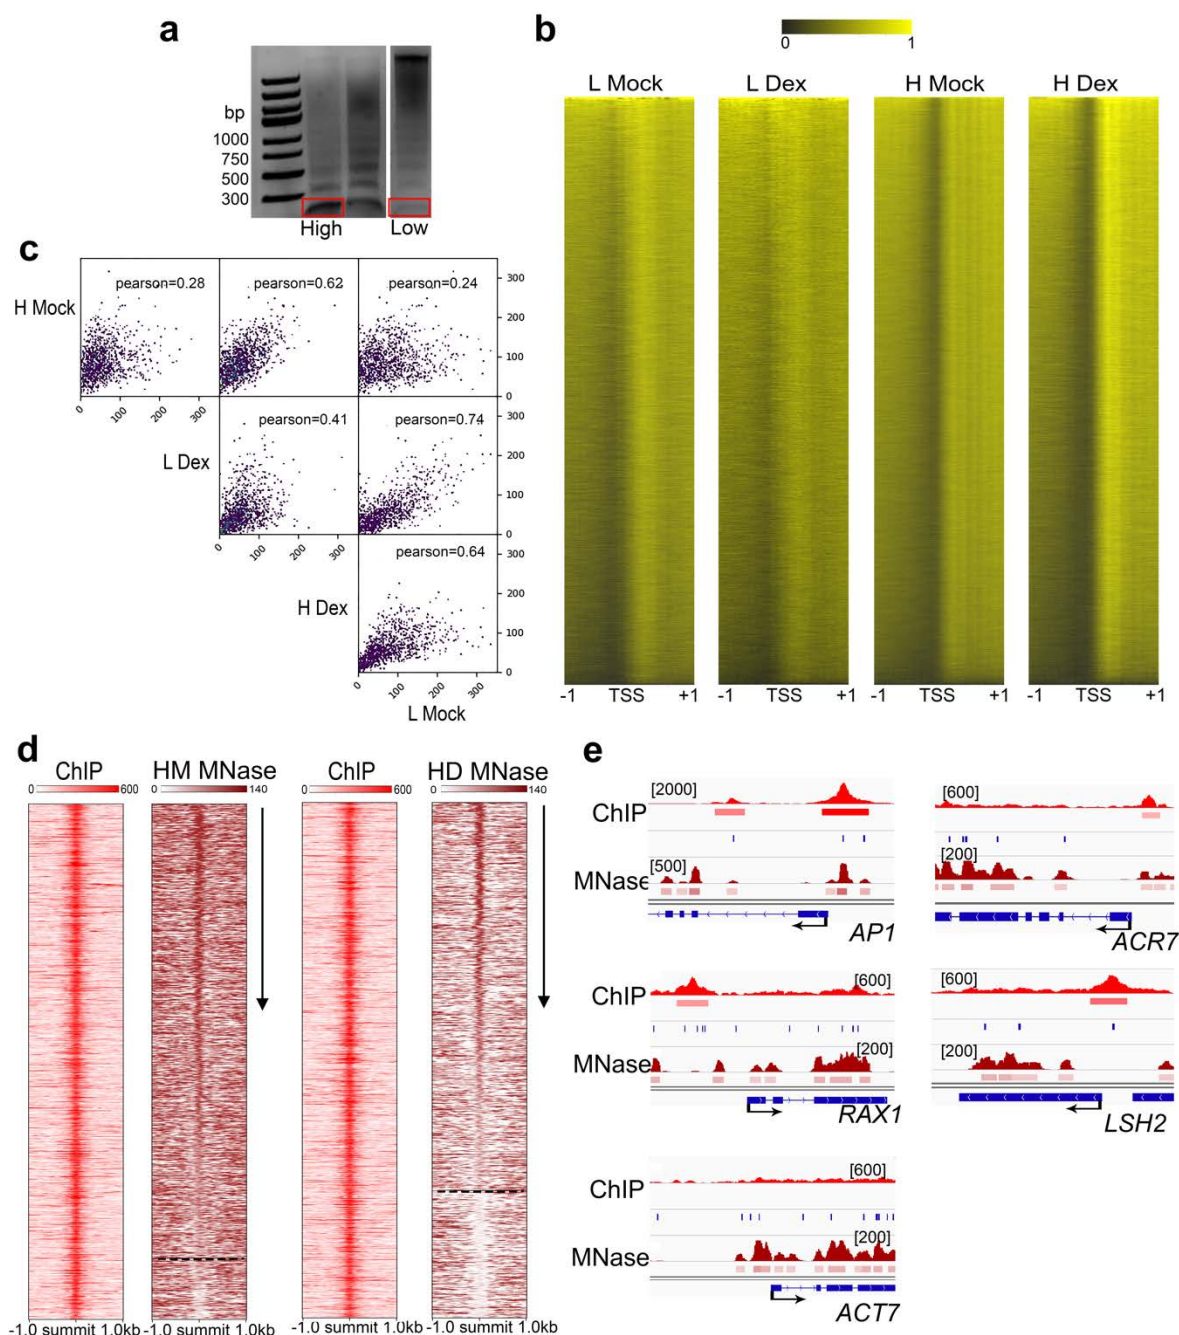 a
bp
1000
750
500
300
High
Low
b
0
1
L Mock
L Dex
H Mock
H Dex
-1 TSS +1
-1 TSS +1
-1 TSS +1
-1 TSS +1
c
H Mock
pearson=0.28
pearson=0.62
pearson=0.24
300
200
100
0
0 100 200 300
L Dex
pearson=0.41
pearson=0.74
300
200
100
0
0 100 200 300
H Dex
pearson=0.64
300
200
100
0
0 100 200 300
L Mock
d
ChIP
HM MNase
ChIP
HD MNase
0 600
0 140
0 600
0 140
-1.0 summit 1.0kb
-1.0 summit 1.0kb
-1.0 summit 1.0kb
-1.0 summit 1.0kb
e
ChIP
[2000]
MNase
[500]
AP1
[600]
[200]
ACR7
ChIP
[600]
MNase
[200]
RAX1
[600]
[200]
LSH2
ChIP
[600]
MNase
[200]
ACT7